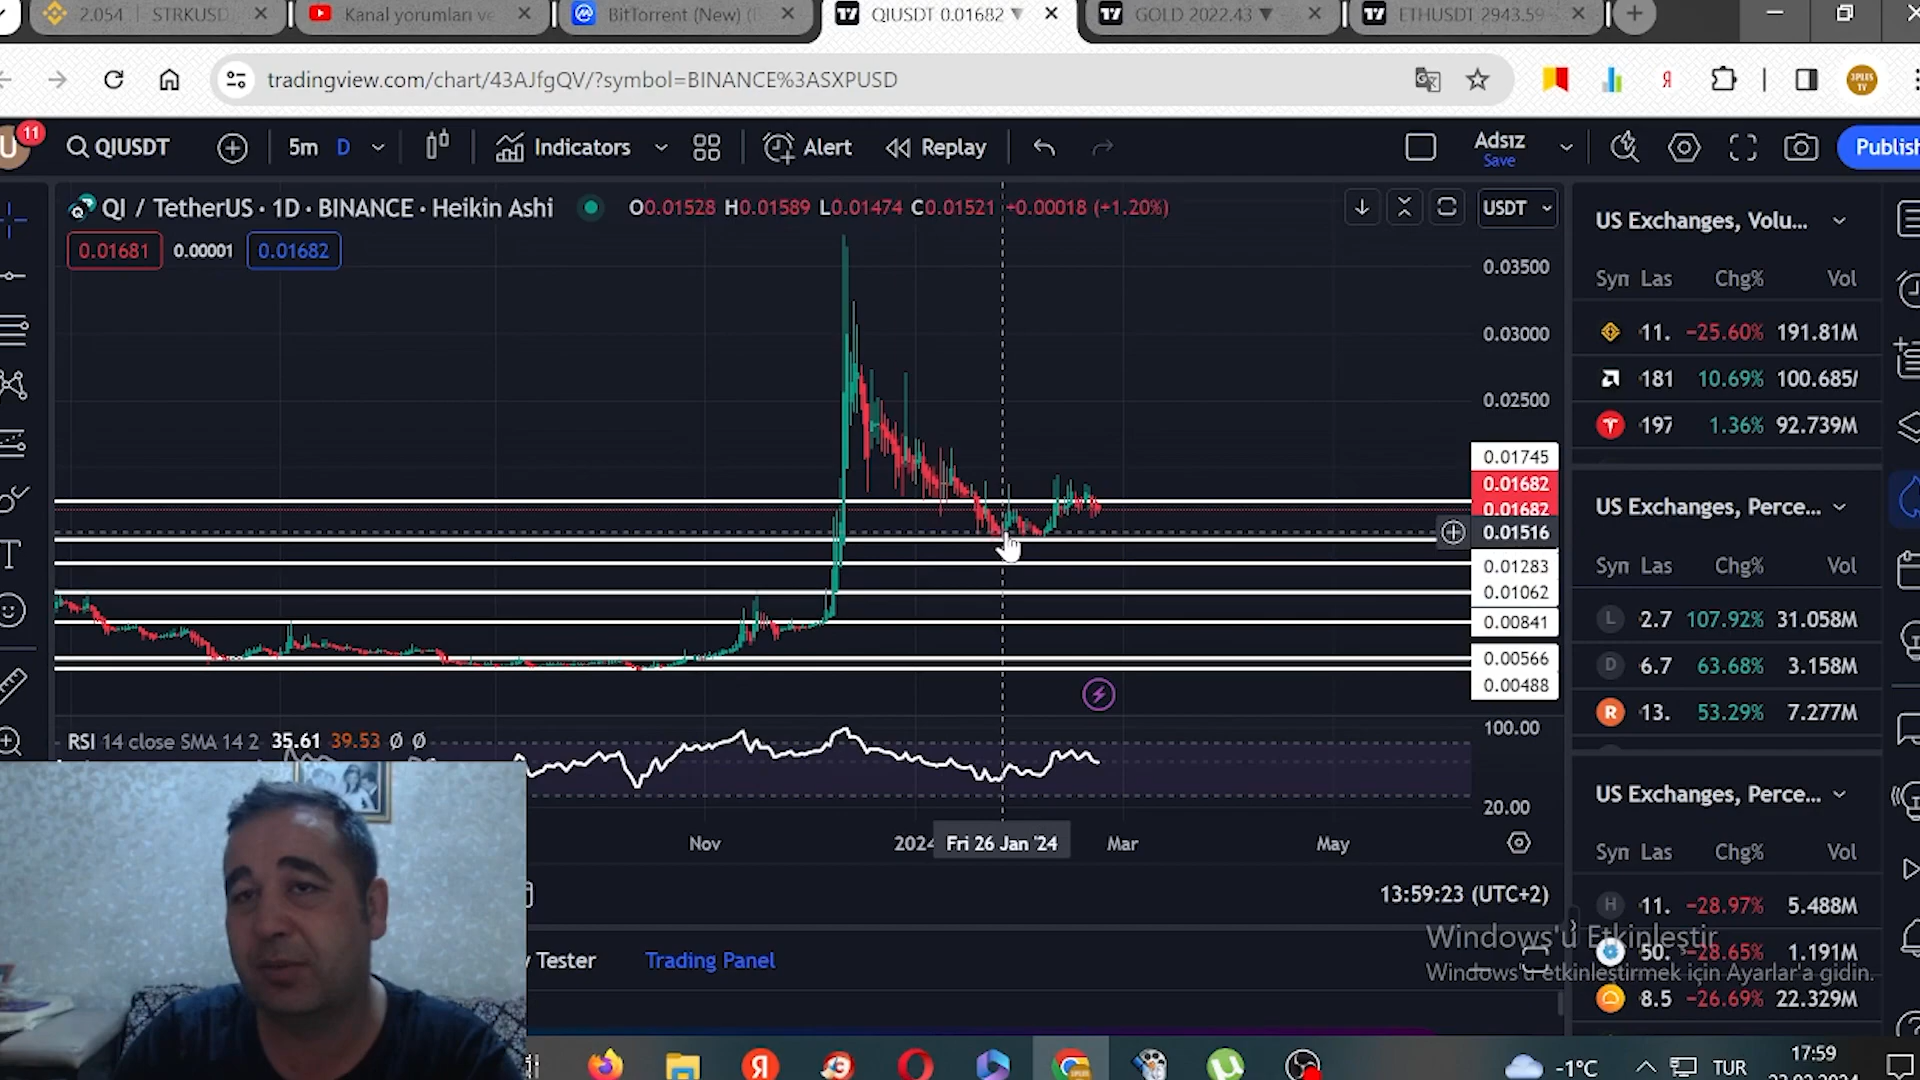 2.054 | STRKUSD
Kanal yorumları ve
BitTorrent (New) (
QIUSDT 0.01682 ▼
GOLD 2022.43 ▼
ETHUSDT 2943.59
tradingview.com/chart/43AJfgQV/?symbol=BINANCE%3ASXPUSD
U 11
QIUSDT
5m D
Indicators
Alert
Replay
Adsız
Save
Publish
QI / TetherUS · 1D · BINANCE · Heikin Ashi
O0.01528 H0.01589 L0.01474 C0.01521 +0.00018 (+1.20%)
USDT
0.01681 0.00001 0.01682
0.03500
0.03000
0.02500
0.01745
0.01682
0.01682
0.01516
0.01283
0.01062
0.00841
0.00566
0.00488
RSI 14 close SMA 14 2 35.61 39.53 Ø Ø
100.00
20.00
Nov 2024 Fri 26 Jan '24 Mar May
13:59:23 (UTC+2)
Tester Trading Panel
US Exchanges, Volu...
Syn Las Chg% Vol
11. −25.60% 191.81M
181 10.69% 100.685
197 1.36% 92.739M
US Exchanges, Perce...
Syn Las Chg% Vol
L 2.7 107.92% 31.058M
D 6.7 63.68% 3.158M
R 13. 53.29% 7.277M
US Exchanges, Perce...
Syn Las Chg% Vol
H 11. −28.97% 5.488M
50. −28.65% 1.191M
8.5 −26.69% 22.329M
Windows'u Etkinleştir
Windows'u etkinleştirmek için Ayarlar'a gidin.
-1°C
TUR
17:59